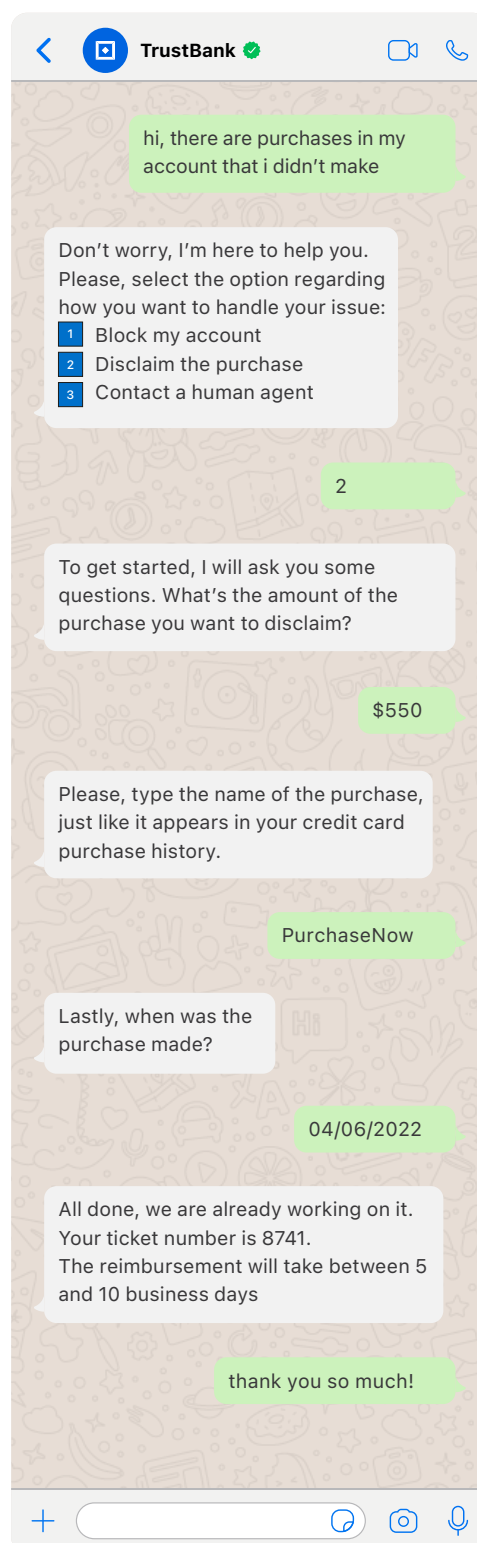 TrustBank
hi, there are purchases in my
account that i didn’t make
Don’t worry, I’m here to help you.
Please, select the option regarding
how you want to handle your issue:
1 Block my account
2 Disclaim the purchase
3 Contact a human agent
2
To get started, I will ask you some
questions. What’s the amount of the
purchase you want to disclaim?
$550
Please, type the name of the purchase,
just like it appears in your credit card
purchase history.
PurchaseNow
Lastly, when was the
purchase made?
Hi
04/06/2022
All done, we are already working on it.
Your ticket number is 8741.
The reimbursement will take between 5
and 10 business days
thank you so much!